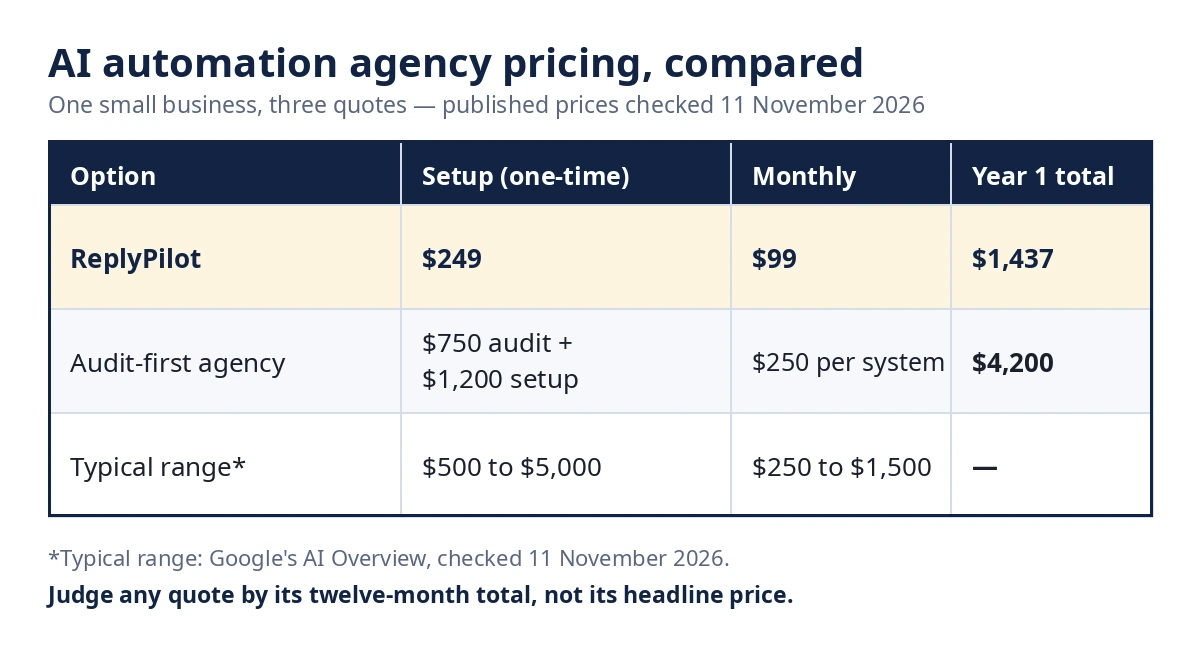 AI automation agency pricing, compared
One small business, three quotes — published prices checked 11 November 2026
Option Setup (one-time) Monthly Year 1 total
ReplyPilot $249 $99 $1,437
Audit-first agency $750 audit + $250 per system $4,200
$1,200 setup
Typical range* $500 to $5,000 $250 to $1,500 —
*Typical range: Google's AI Overview, checked 11 November 2026.
Judge any quote by its twelve-month total, not its headline price.